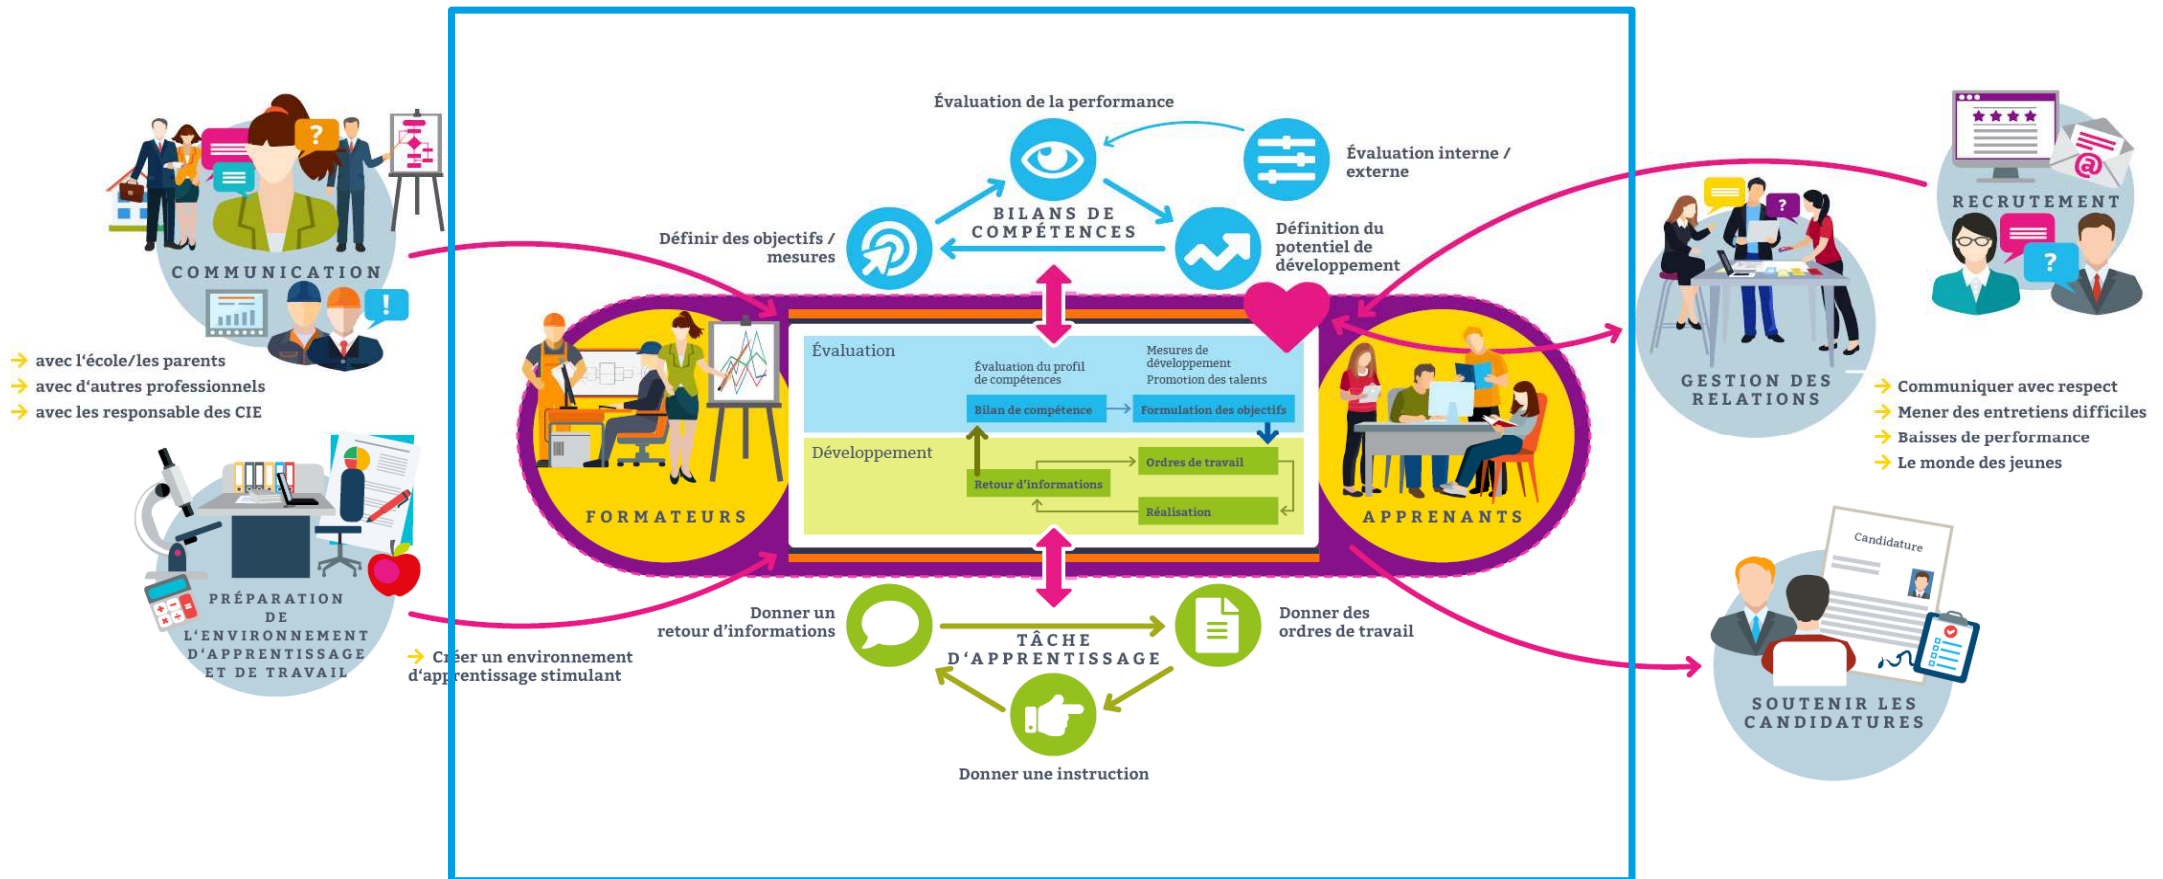 ?
COMMUNICATION
!
→ avec l'école/les parents
→ avec d'autres professionnels
→ avec les responsable des CIE
PRÉPARATION
DE
L'ENVIRONNEMENT
D'APPRENTISSAGE
ET DE TRAVAIL
→ Créer un environnement
d'apprentissage stimulant
Évaluation de la performance
Évaluation interne /
externe
BILANS DE
COMPÉTENCES
Définir des objectifs /
mesures
Définition du
potentiel de
développement
FORMATEURS
Évaluation
Évaluation du profil
de compétences
Mesures de
développement
Promotion des talents
Bilan de compétence
Formulation des objectifs
Développement
Ordres de travail
Retour d'informations
Réalisation
APPRENANTS
Donner un
retour d'informations
TÂCHE
D'APPRENTISSAGE
Donner des
ordres de travail
Donner une instruction
@
RECRUTEMENT
?
?
GESTION DES
RELATIONS
→ Communiquer avec respect
→ Mener des entretiens difficiles
→ Baisses de performance
→ Le monde des jeunes
Candidature
SOUTENIR LES
CANDIDATURES